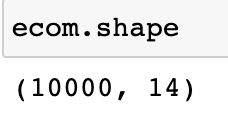 ecom.shape
(10000, 14)